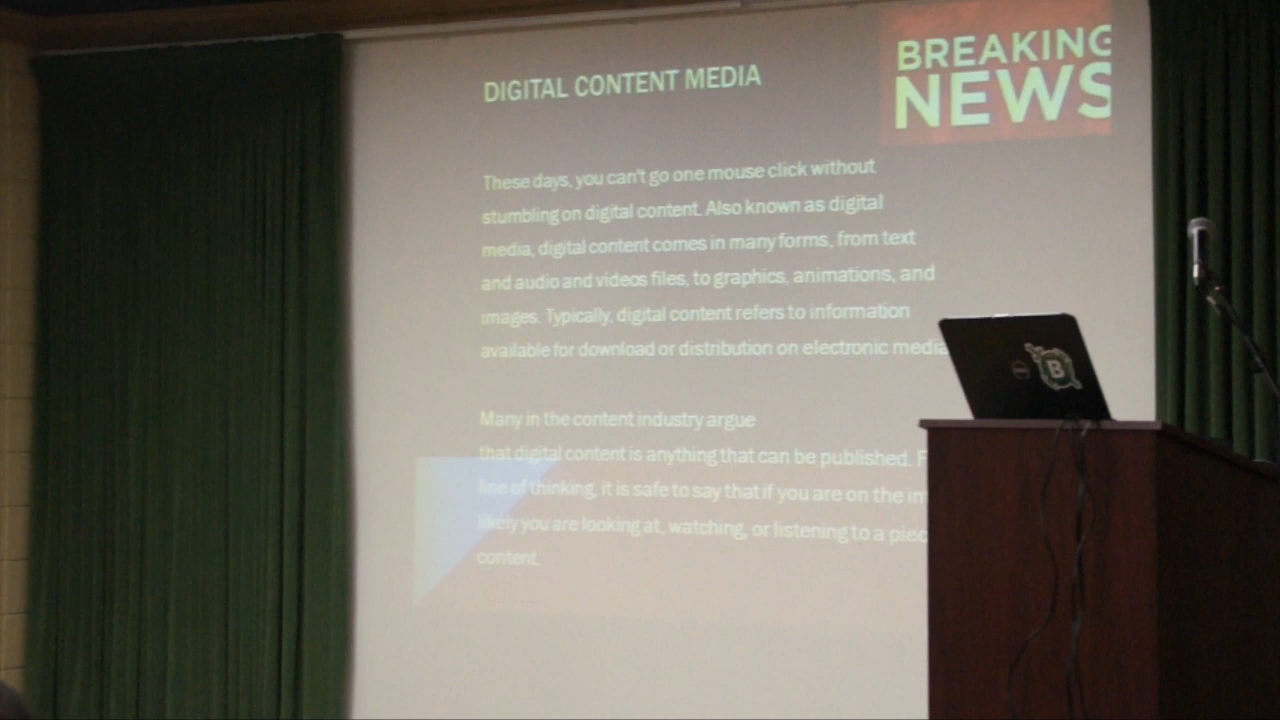 BREAKING
NEWS
DIGITAL CONTENT MEDIA
These days, you can't go one mouse click without
stumbling on digital content. Also known as digital
media, digital content comes in many forms, from text
and audio and videos files, to graphics, animations, and
images. Typically, digital content refers to information
available for download or distribution on electronic media
Many in the content industry argue
that digital content is anything that can be published. F
line of thinking, it is safe to say that if you are on the in
likely you are looking at, watching, or listening to a piec
content.
B